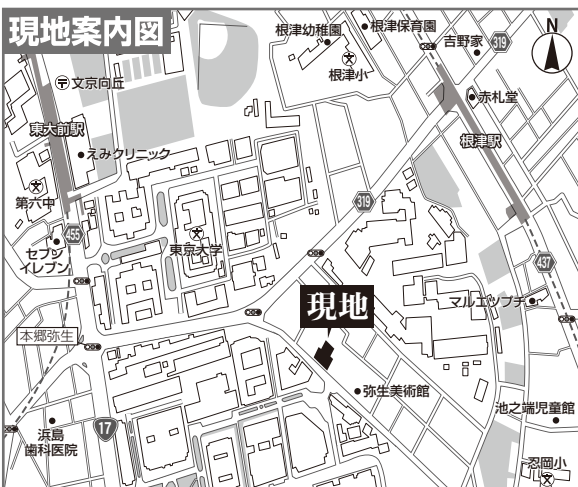 現地案内図
根津幼稚園
根津保育園
吉野家
319
N
根津小
文京向丘
赤札堂
東大前駅
えみクリニック
根津駅
第六中
319
455
東京大学
セブン
イレブン
437
現地
マルエツプチ
本郷弥生
弥生美術館
17
池之端児童館
浜島
歯科医院
忍岡小